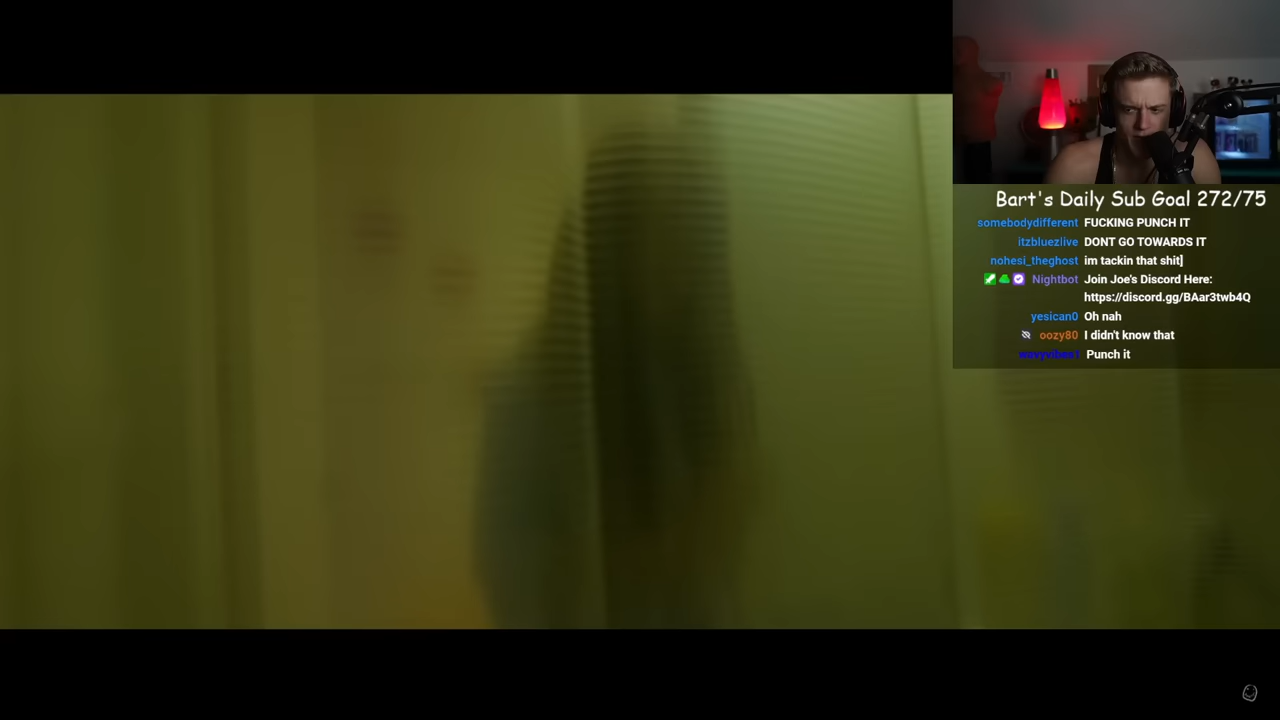 Bart's Daily Sub Goal 272/75
somebodydifferent FUCKING PUNCH IT
itzbluezlive DONT GO TOWARDS IT
nohesi_theghost im tackin that shit]
Nightbot Join Joe's Discord Here:
https://discord.gg/BAar3twb4Q
yesican0 Oh nah
oozy80 I didn't know that
Punch it